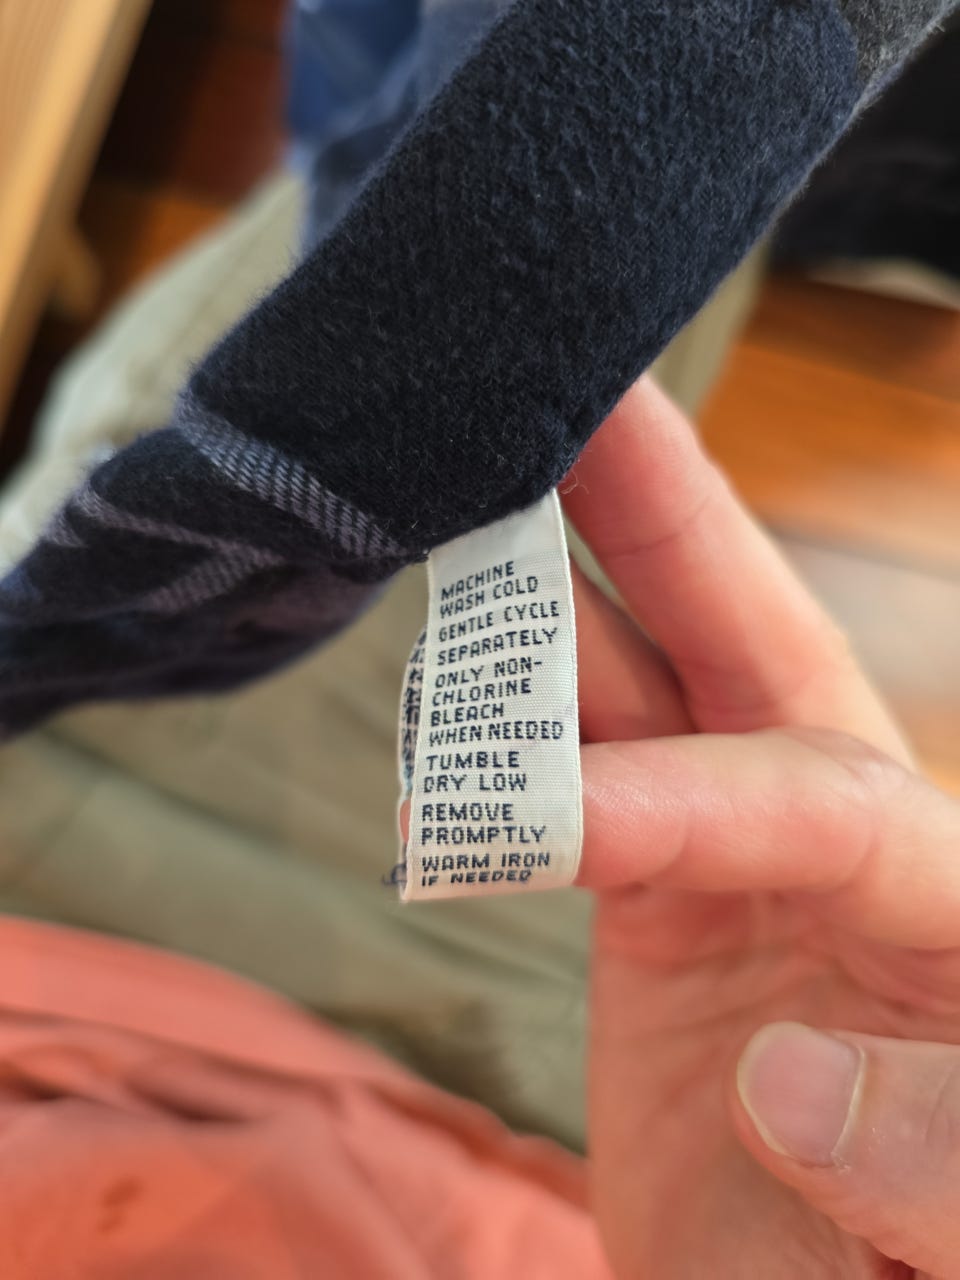 MACHINE
WASH COLD
GENTLE CYCLE
SEPARATELY
ONLY NON-
CHLORINE
BLEACH
WHEN NEEDED
TUMBLE
DRY LOW
REMOVE
PROMPTLY
WARM IRON
IF NEEDED